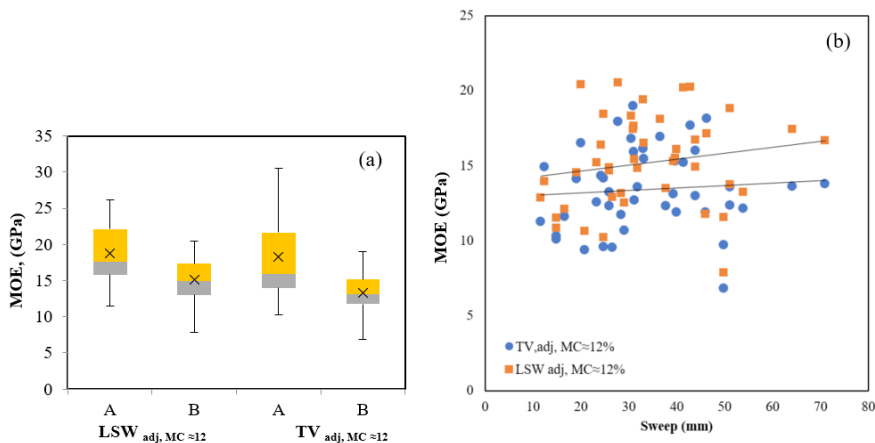 (a)
MOE, (GPa)
35
30
25
20
15
10
5
0
A B A B
LSW adj, MC ≈12 TV adj, MC ≈12
(b)
MOE (GPa)
25
20
15
10
5
0
TV,adj, MC≈12%
LSW adj, MC≈12%
0 10 20 30 40 50 60 70 80
Sweep (mm)